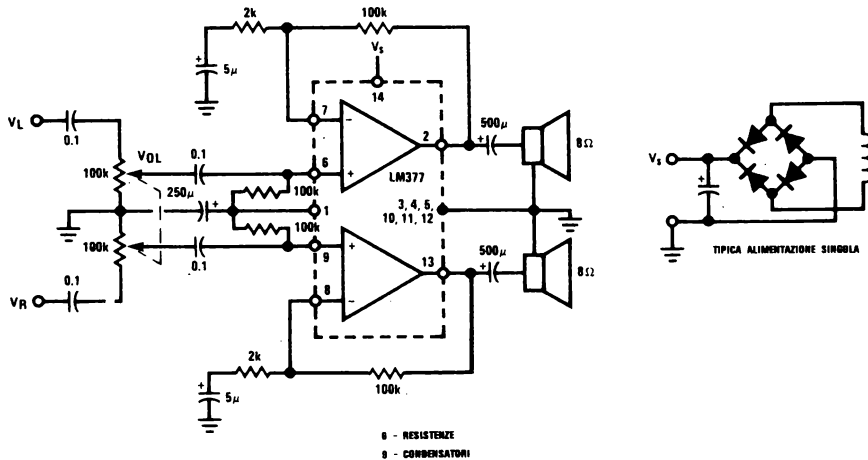 2k
100k
Vs
5μ
14
7
500μ
VL
0.1
VOL
0.1
2
8Ω
6
LM377
Vs
100k
250μ
100k
1
3, 4, 5,
10, 11, 12
100k
100k
500μ
TIPICA ALIMENTAZIONE SINGOLA
0.1
9
13
8Ω
0.1
VR
8
2k
100k
5μ
6 - RESISTENZE
9 - CONDENSATORI